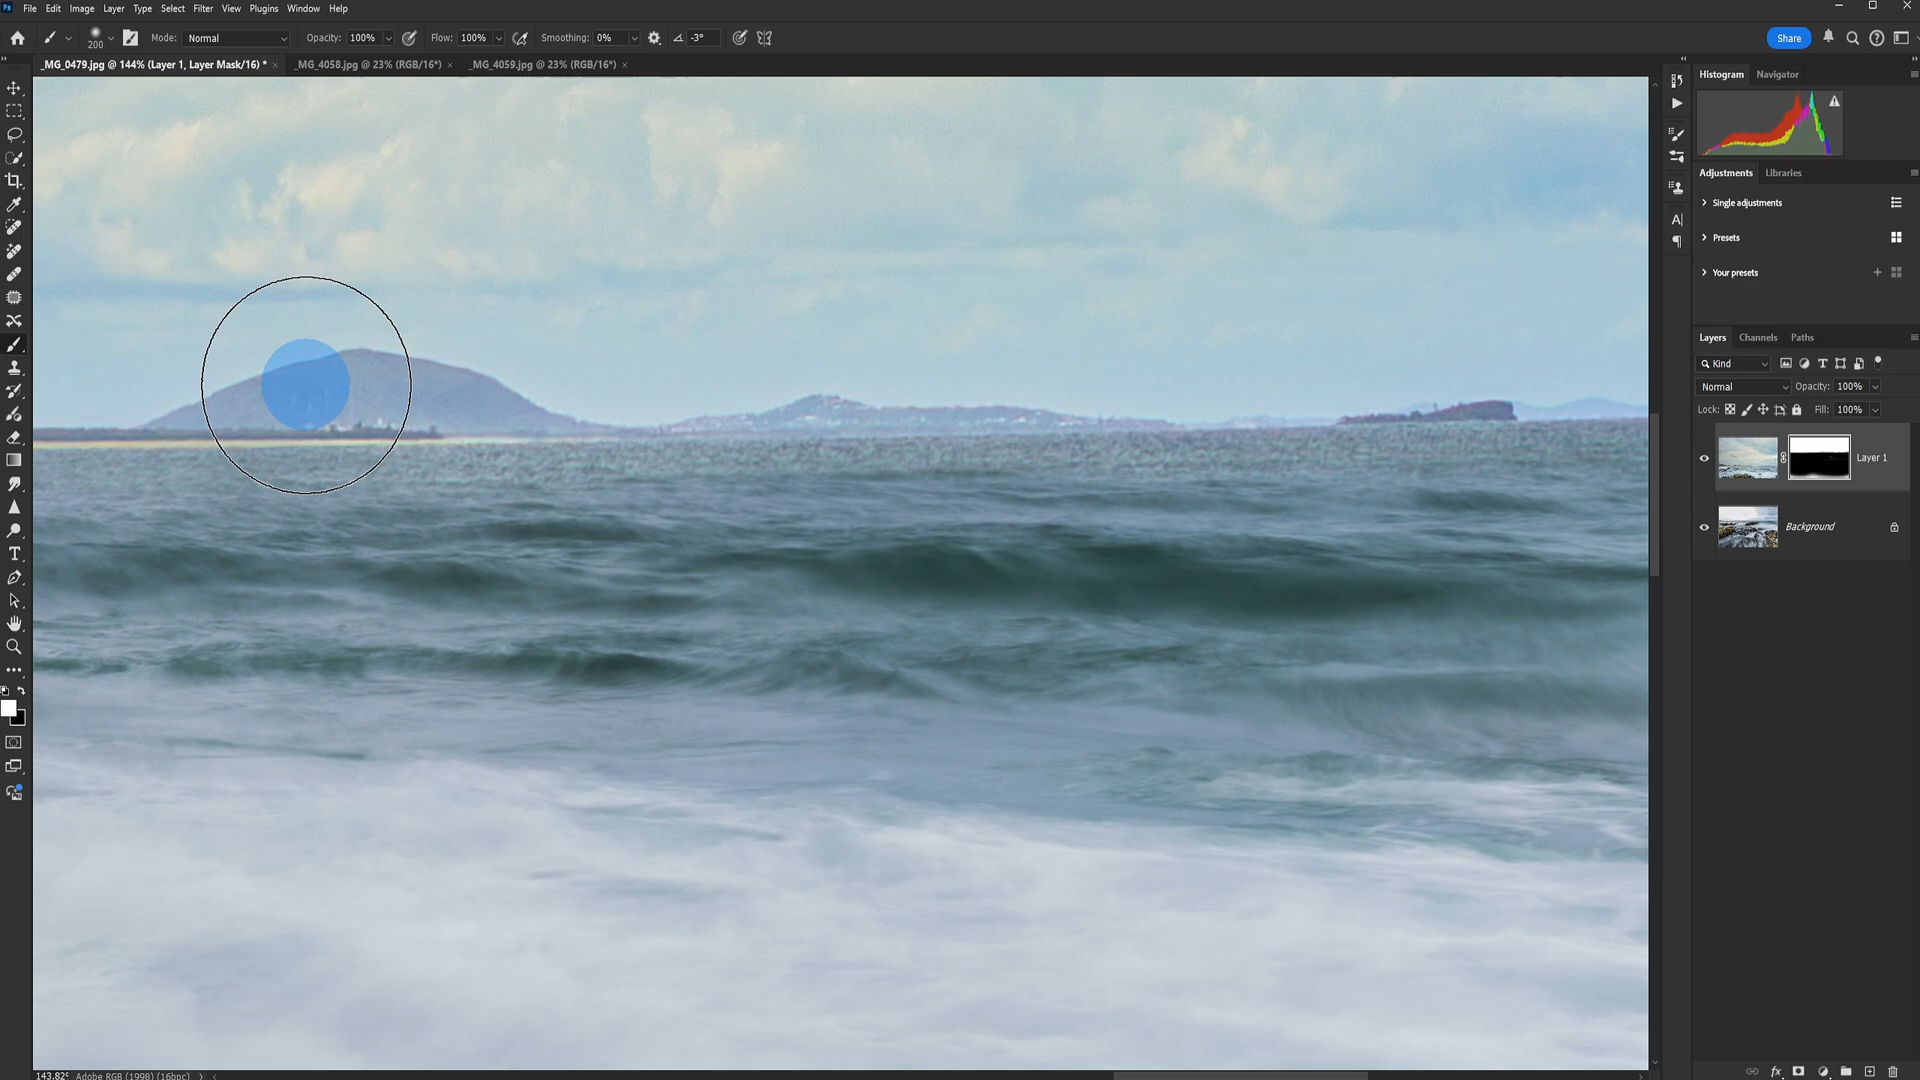 Ps File Edit Image Layer Type Select Filter View Plugins Window Help
200 Mode: Normal Opacity: 100% Flow: 100% Smoothing: 0% -3° Share
_MG_0479.jpg @ 144% (Layer 1, Layer Mask/16) * × _MG_4058.jpg @ 23% (RGB/16*) × _MG_4059.jpg @ 23% (RGB/16*) ×
Histogram Navigator
Adjustments Libraries
Single adjustments
Presets
Your presets
Layers Channels Paths
Kind
Normal Opacity: 100%
Lock: Fill: 100%
Layer 1
Background
143.82% Adobe RGB (1998) (16bpc)